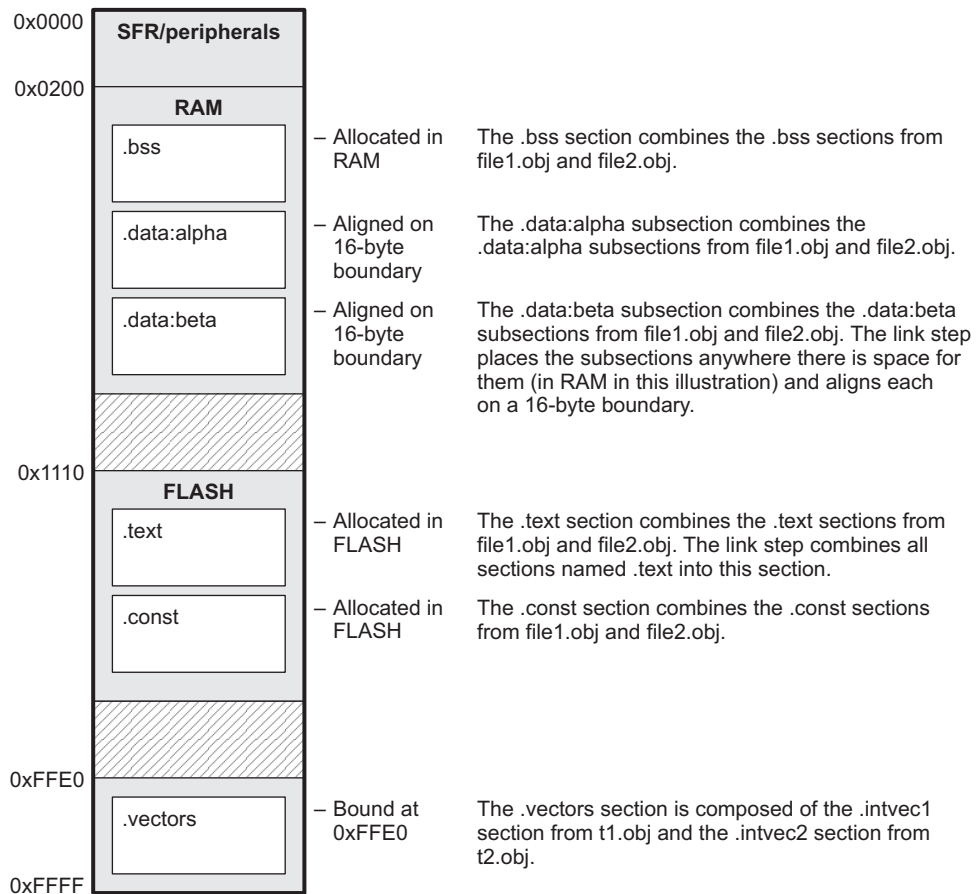 0x0000
SFR/peripherals
0x0200
RAM
.bss
– Allocated in
RAM
The .bss section combines the .bss sections from
file1.obj and file2.obj.
.data:alpha
– Aligned on
16-byte
boundary
The .data:alpha subsection combines the
.data:alpha subsections from file1.obj and file2.obj.
.data:beta
– Aligned on
16-byte
boundary
The .data:beta subsection combines the .data:beta
subsections from file1.obj and file2.obj. The link step
places the subsections anywhere there is space for
them (in RAM in this illustration) and aligns each
on a 16-byte boundary.
0x1110
FLASH
.text
– Allocated in
FLASH
The .text section combines the .text sections from
file1.obj and file2.obj. The link step combines all
sections named .text into this section.
.const
– Allocated in
FLASH
The .const section combines the .const sections
from file1.obj and file2.obj.
0xFFE0
.vectors
– Bound at
0xFFE0
The .vectors section is composed of the .intvec1
section from t1.obj and the .intvec2 section from
t2.obj.
0xFFFF